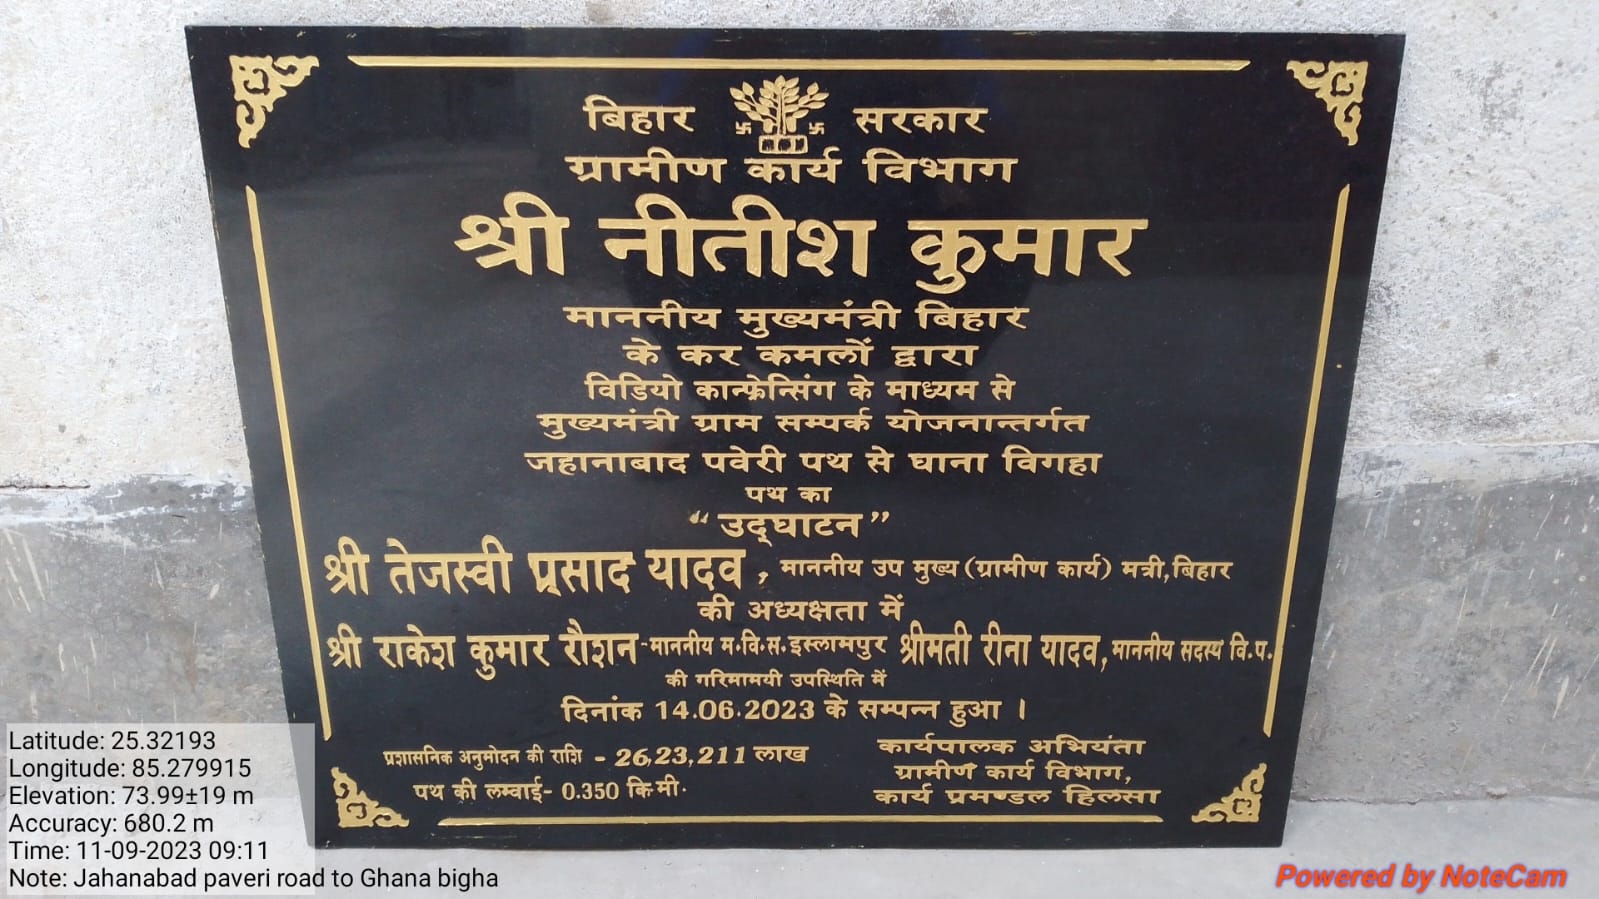 बिहार सरकार
ग्रामीण कार्य विभाग
श्री नीतीश कुमार
माननीय मुख्यमंत्री बिहार
के कर कमलों द्वारा
विडियो कान्फ्रेन्सिंग के माध्यम से
मुख्यमंत्री ग्राम सम्पर्क योजनान्तर्गत
जहानाबाद पवेरी पथ से घाना विगहा
पथ का
“उद्घाटन”
श्री तेजस्वी प्रसाद यादव, माननीय उप मुख्य (ग्रामीण कार्य) मत्री, बिहार
की अध्यक्षता में
श्री राकेश कुमार रौशन-माननीय म.वि.स. इस्लामपुर श्रीमती रीना यादव, माननीय सदस्य वि.प.
की गरिमामयी उपस्थिति में
दिनांक 14.06.2023 के सम्पन्न हुआ ।
प्रशासनिक अनुमोदन की राशि - 26,23,211 लाख
पथ की लम्वाई- 0.350 कि.मी.
कार्यपालक अभियंता
ग्रामीण कार्य विभाग,
कार्य प्रमण्डल हिलसा
Latitude: 25.32193
Longitude: 85.279915
Elevation: 73.99±19 m
Accuracy: 680.2 m
Time: 11-09-2023 09:11
Note: Jahanabad paveri road to Ghana bigha
Powered by NoteCam